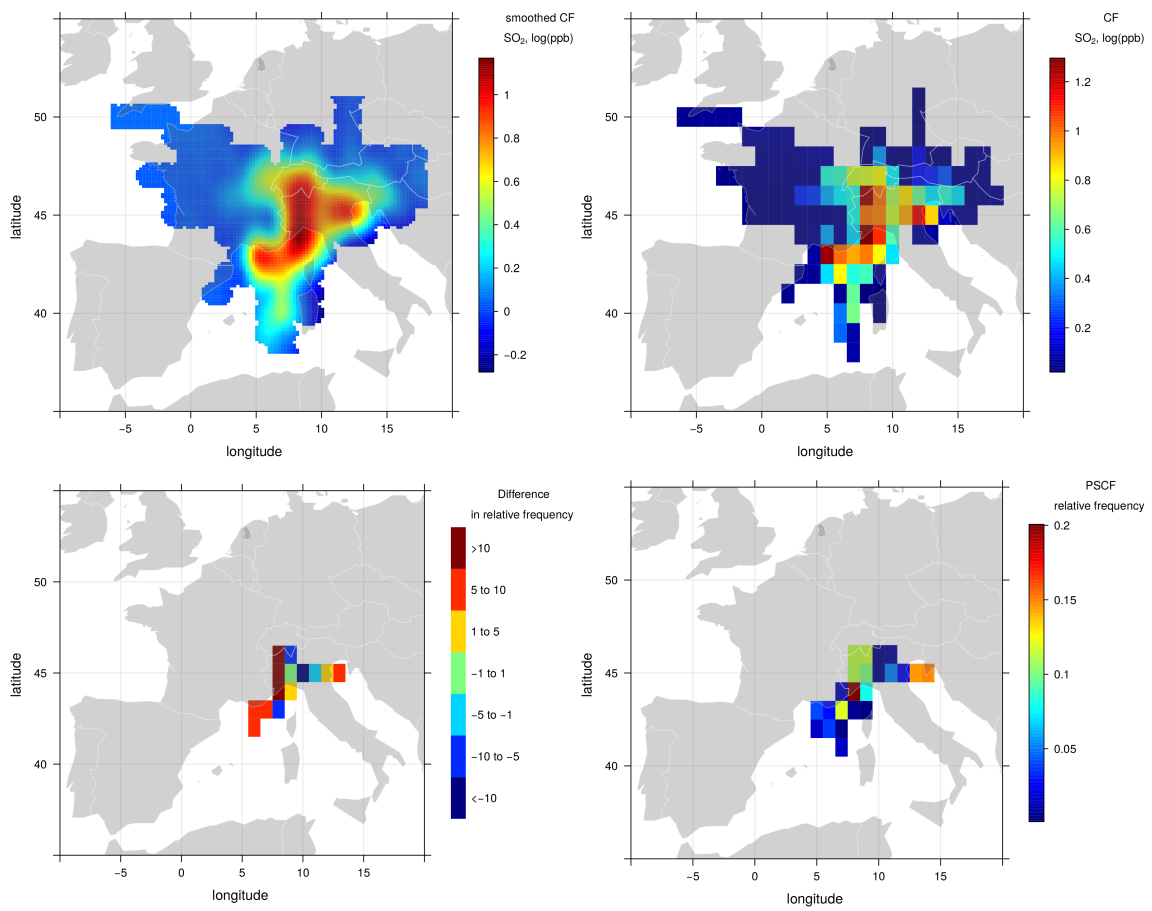 smoothed CF
SO₂, log(ppb)
1
0.8
0.6
0.4
0.2
0
−0.2
50
45
40
latitude
−5 0 5 10 15
longitude
CF
SO₂, log(ppb)
1.2
1
0.8
0.6
0.4
0.2
50
45
40
latitude
−5 0 5 10 15
longitude
Difference
in relative frequency
>10
5 to 10
1 to 5
−1 to 1
−5 to −1
−10 to −5
<−10
50
45
40
latitude
−5 0 5 10 15
longitude
PSCF
relative frequency
0.2
0.15
0.1
0.05
50
45
40
latitude
−5 0 5 10 15
longitude